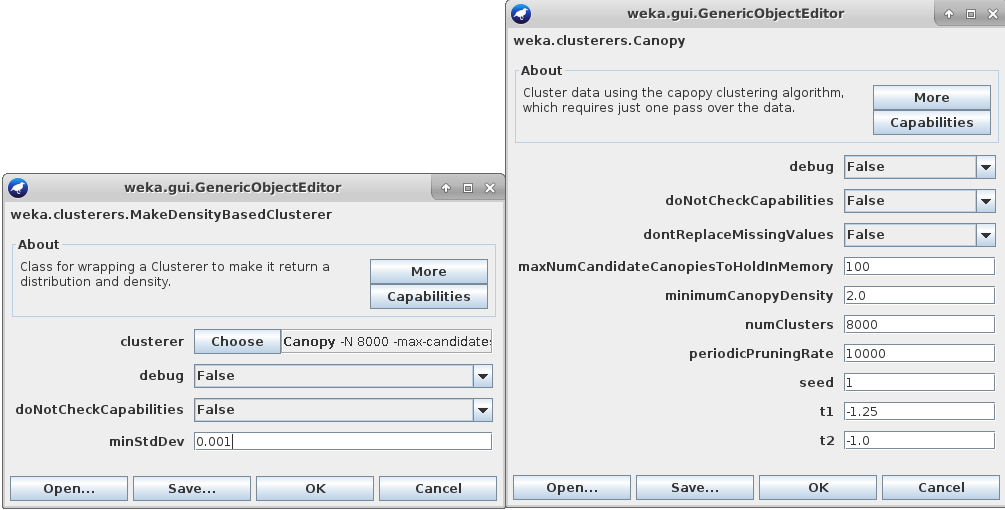 weka.gui.GenericObjectEditor
weka.clusterers.MakeDensityBasedClusterer
About
Class for wrapping a Clusterer to make it return a
distribution and density.
More
Capabilities
clusterer Choose Canopy -N 8000 -max-candidates
debug False
doNotCheckCapabilities False
minStdDev 0.001
Open... Save... OK Cancel
weka.gui.GenericObjectEditor
weka.clusterers.Canopy
About
Cluster data using the capopy clustering algorithm,
which requires just one pass over the data.
More
Capabilities
debug False
doNotCheckCapabilities False
dontReplaceMissingValues False
maxNumCandidateCanopiesToHoldInMemory 100
minimumCanopyDensity 2.0
numClusters 8000
periodicPruningRate 10000
seed 1
t1 -1.25
t2 -1.0
Open... Save... OK Cancel